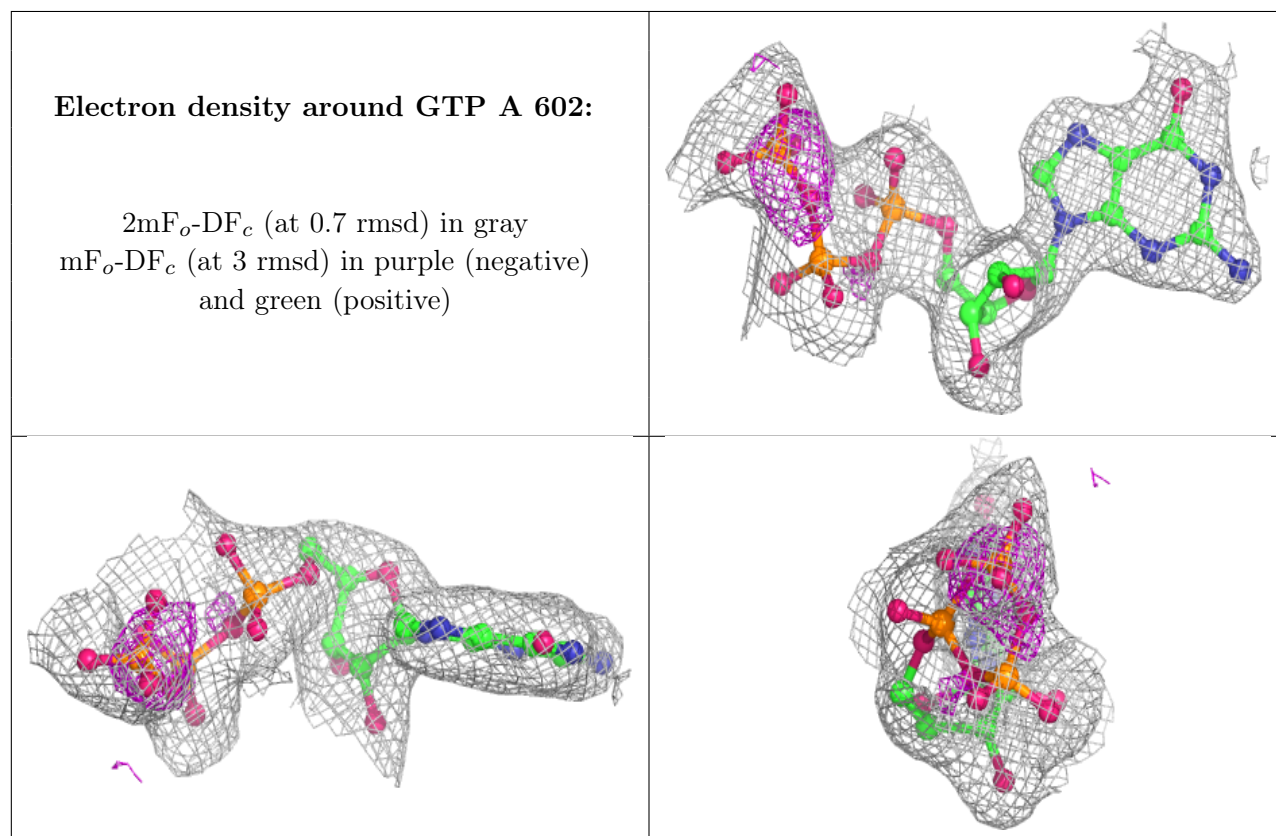 Electron density around GTP A 602:
2mFo-DFc (at 0.7 rmsd) in gray
mFo-DFc (at 3 rmsd) in purple (negative)
and green (positive)